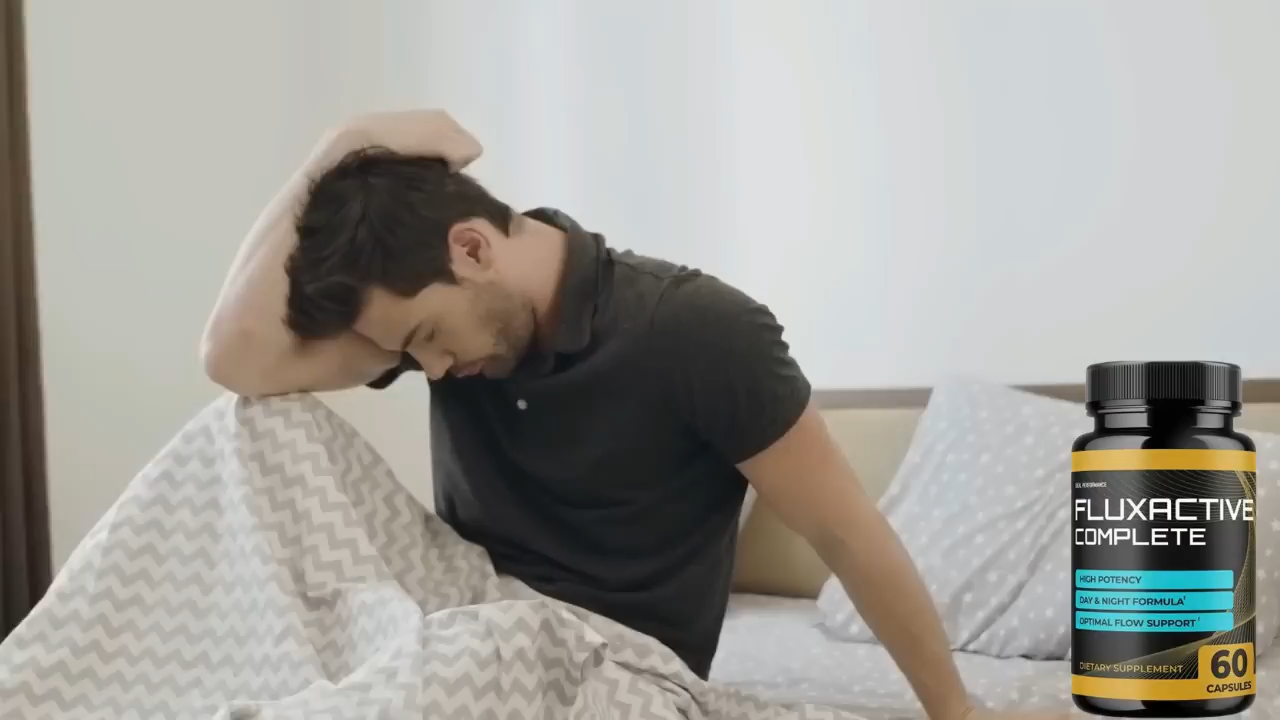 FLUXACTIVE
COMPLETE
HIGH POTENCY
DAY & NIGHT FORMULA†
OPTIMAL FLOW SUPPORT†
DIETARY SUPPLEMENT
60
CAPSULES